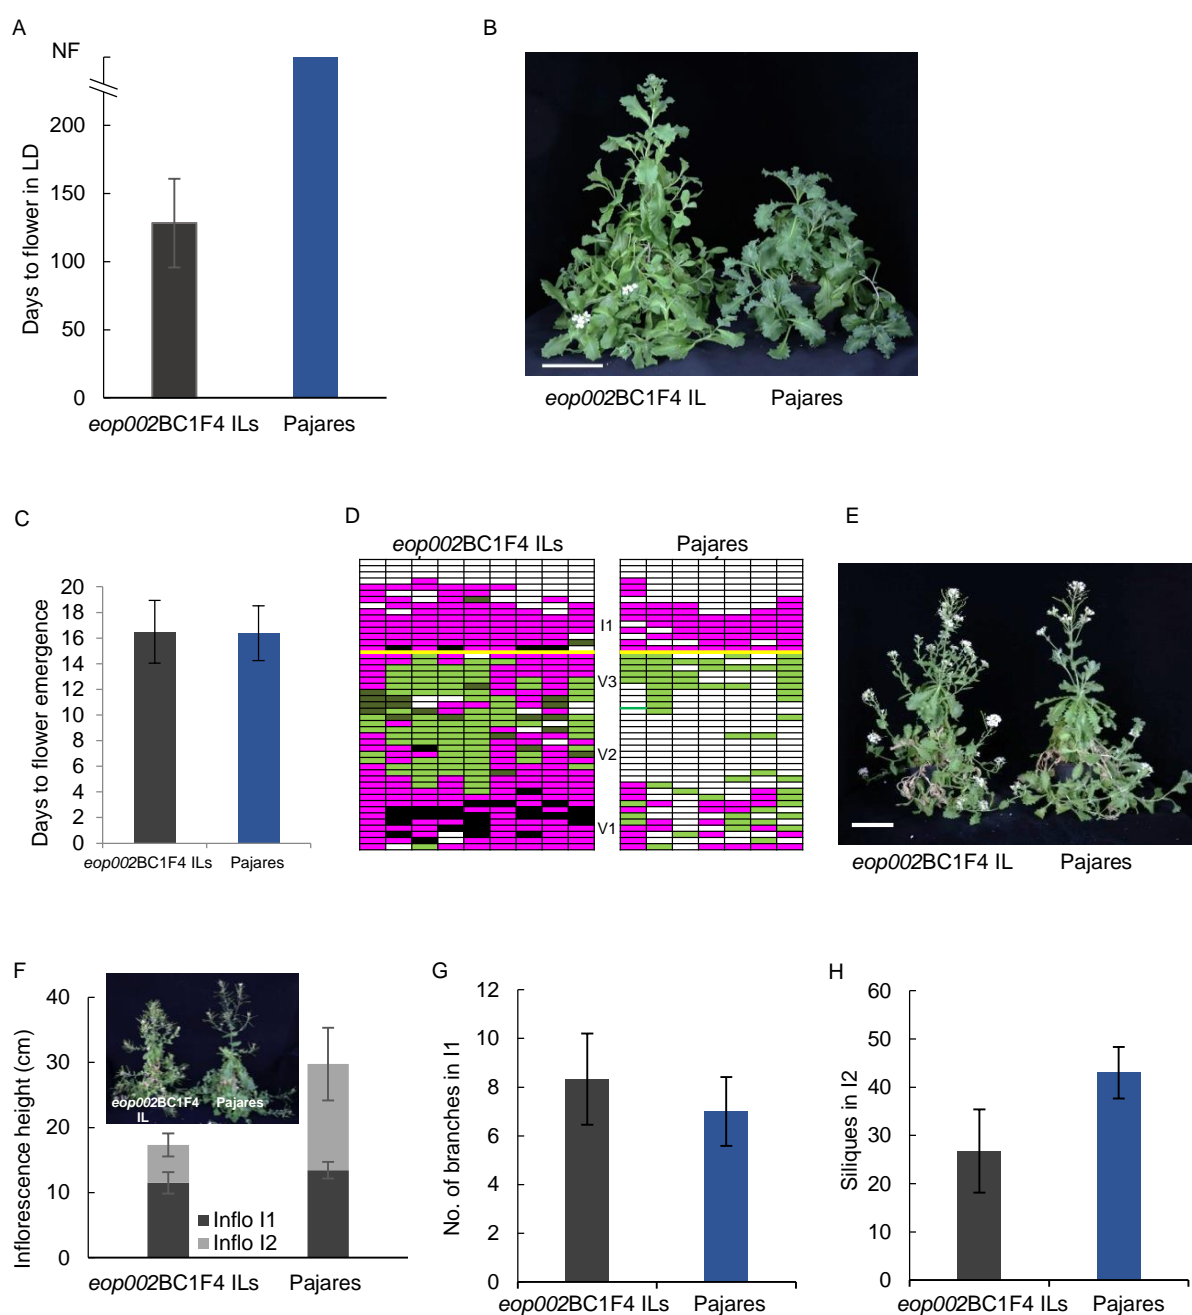 A
NF
200
150
100
50
0
Days to flower in LD
eop002BC1F4 ILs Pajares
B
eop002BC1F4 IL Pajares
C
20
18
16
14
12
10
8
6
4
2
0
Days to flower emergence
eop002BC1F4 ILs Pajares
D
eop002BC1F4 ILs Pajares
I1
V3
V2
V1
E
eop002BC1F4 IL Pajares
F
40
30
20
10
0
Inflorescence height (cm)
eop002BC1F4
IL
Pajares
Inflo I1
Inflo I2
eop002BC1F4 ILs Pajares
G
12
10
8
6
4
2
0
No. of branches in I1
eop002BC1F4 ILs Pajares
H
60
50
40
30
20
10
0
Siliques in I2
eop002BC1F4 ILs Pajares